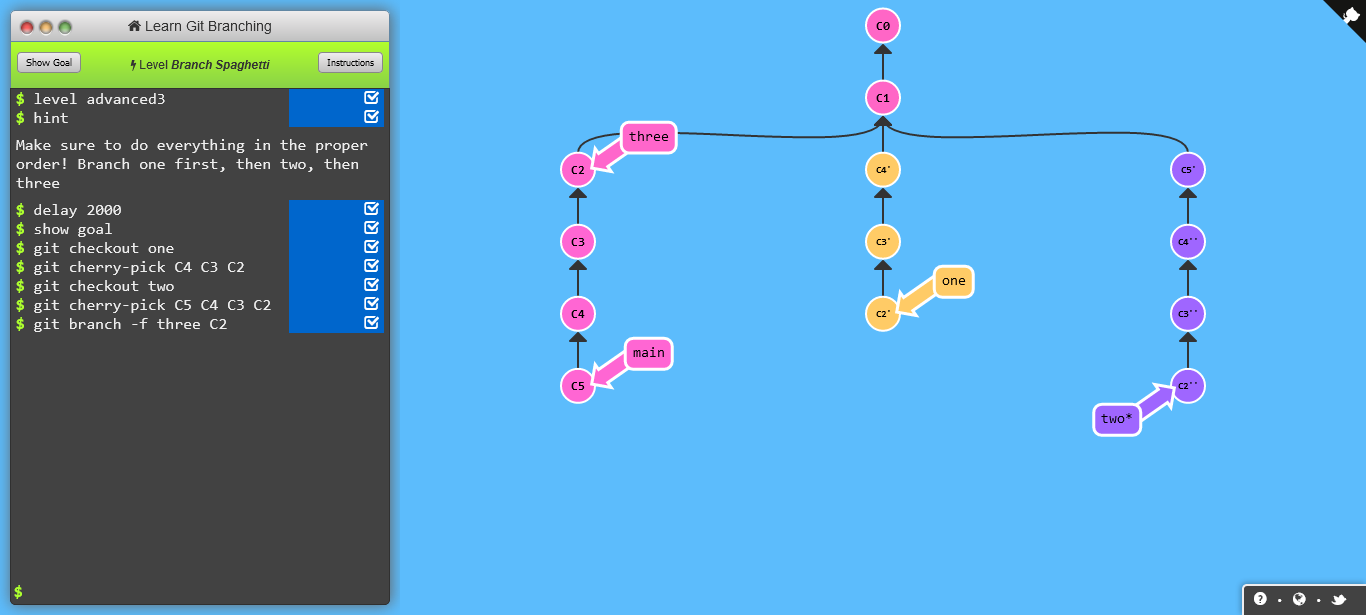 Learn Git Branching
Show Goal
Level Branch Spaghetti
Instructions
$ level advanced3
$ hint
Make sure to do everything in the proper
order! Branch one first, then two, then
three
$ delay 2000
$ show goal
$ git checkout one
$ git cherry-pick C4 C3 C2
$ git checkout two
$ git cherry-pick C5 C4 C3 C2
$ git branch -f three C2
$
C0
C1
three
C2
C4'
C5'
C3
C3'
C4''
one
C4
C2'
C3''
main
C5
C2''
two*